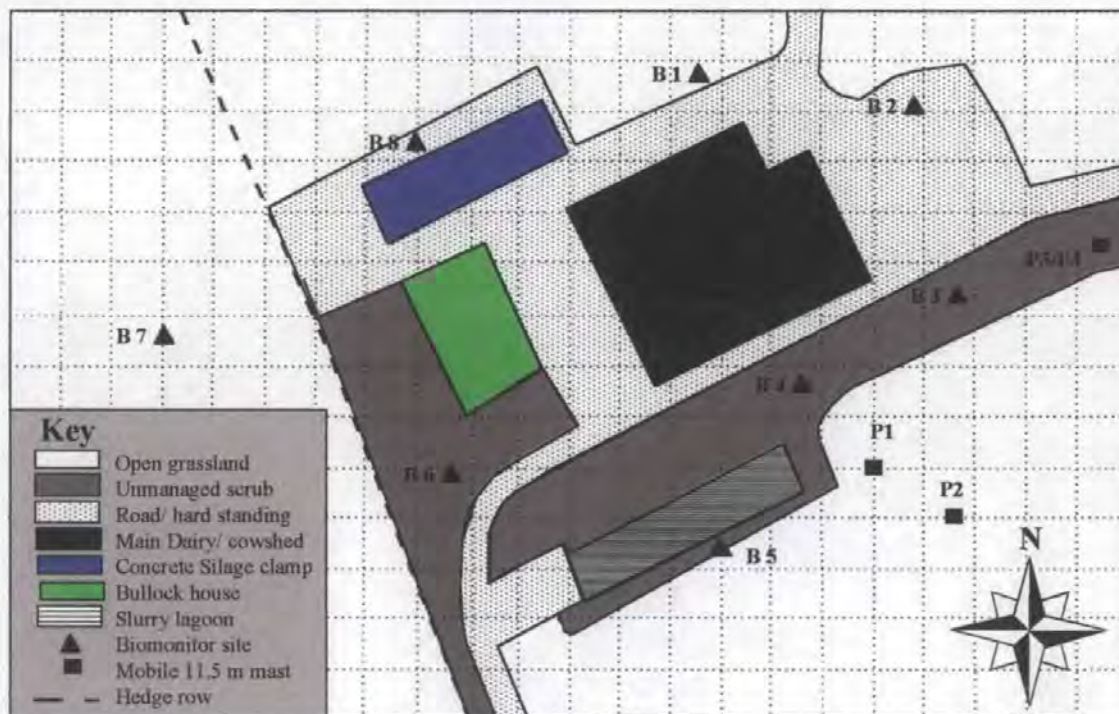 B 1
B 2
B 8
B 3
B 7
B 4
P1
B 6
P2
B 5
N
Key
Open grassland
Unmanaged scrub
Road/ hard standing
Main Dairy/ cowshed
Concrete Silage clamp
Bullock house
Slurry lagoon
Biomonitor site
Mobile 11.5 m mast
Hedge row